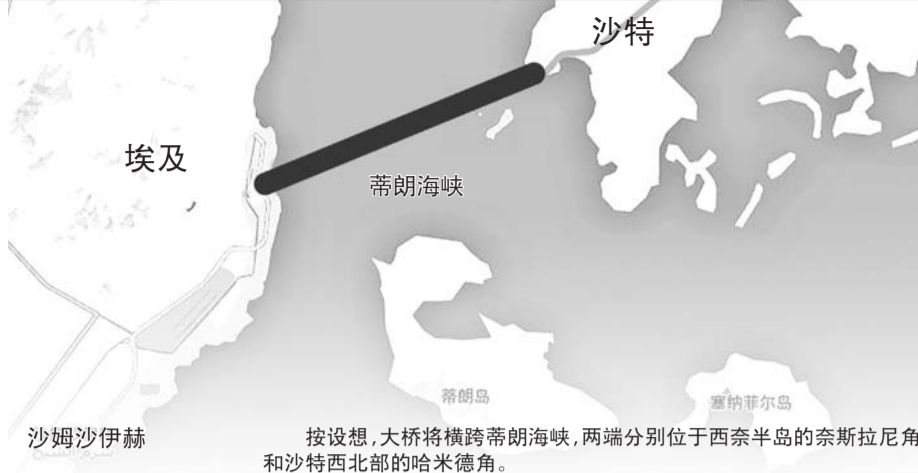 沙特
埃及
蒂朗海峡
蒂朗岛
塞纳菲尔岛
沙姆沙伊赫
شرم الشيخ
按设想,大桥将横跨蒂朗海峡,两端分别位于西奈半岛的奈斯拉尼角
和沙特西北部的哈米德角。